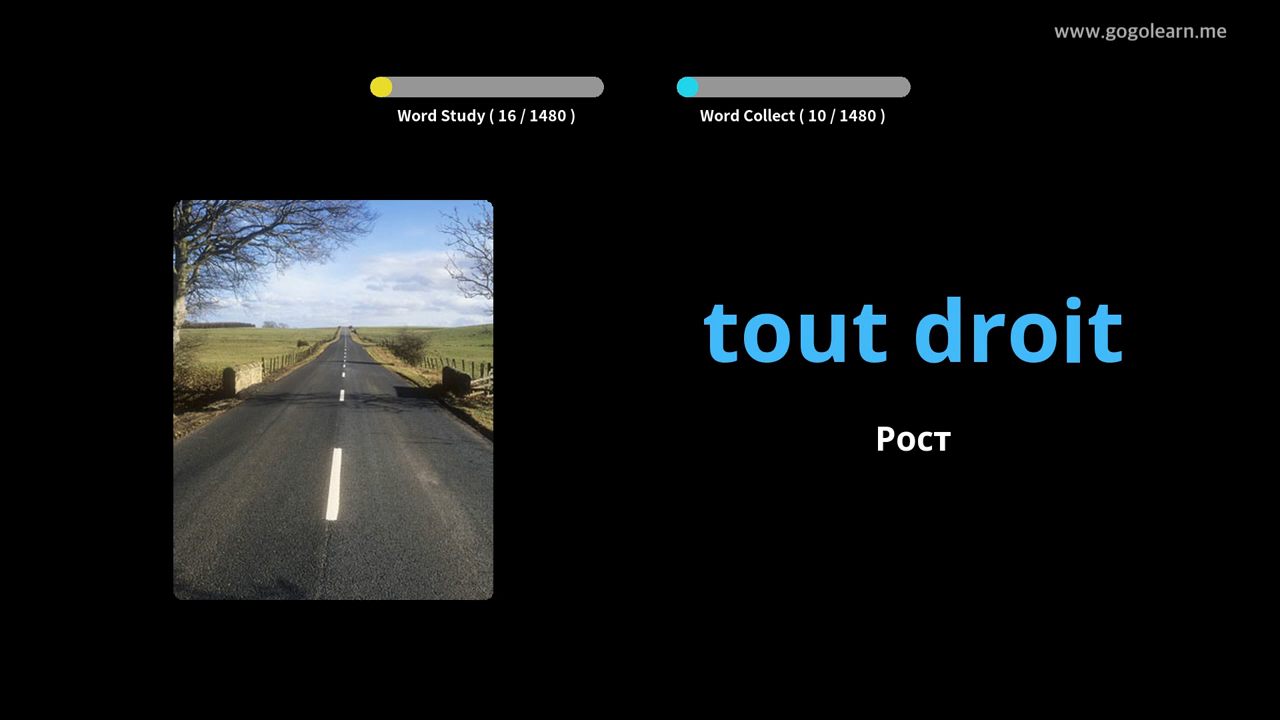 www.gogolearn.me
Word Study ( 16 / 1480 )
Word Collect ( 10 / 1480 )
tout droit
Рост